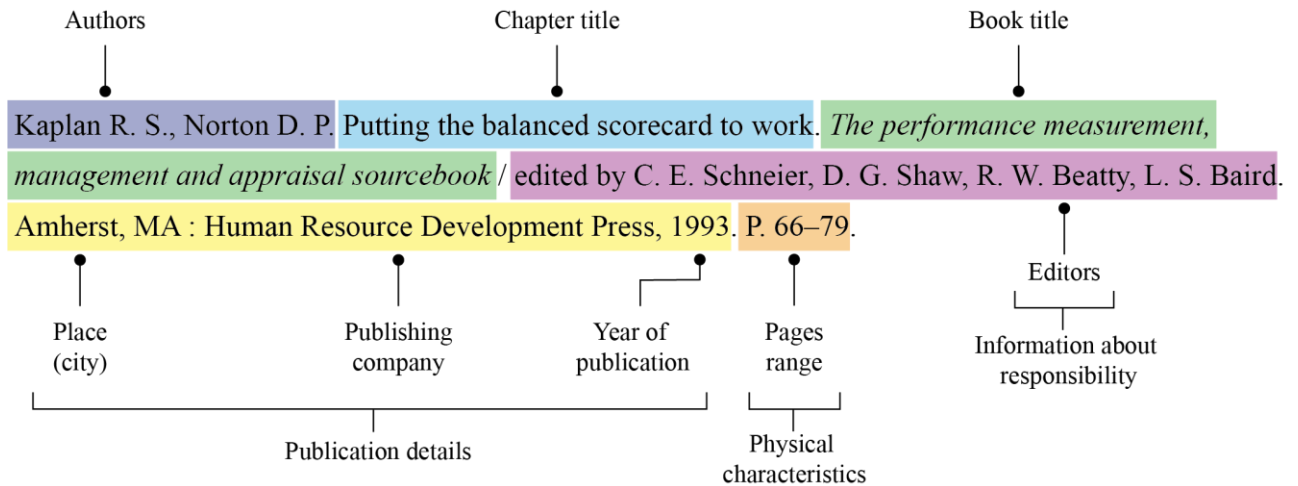 Authors
Chapter title
Book title
Kaplan R. S., Norton D. P. Putting the balanced scorecard to work. The performance measurement,
management and appraisal sourcebook / edited by C. E. Schneier, D. G. Shaw, R. W. Beatty, L. S. Baird.
Amherst, MA : Human Resource Development Press, 1993. P. 66–79.
Place
(city)
Publishing
company
Year of
publication
Pages
range
Editors
Information about
responsibility
Publication details
Physical
characteristics